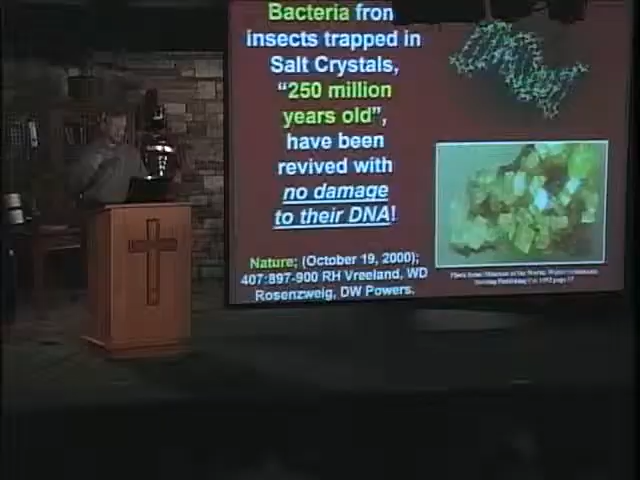 Bacteria fron
insects trapped in
Salt Crystals,
“250 million
years old”,
have been
revived with
no damage
to their DNA!
Nature; (October 19, 2000);
407:897-900 RH Vreeland, WD
Rosenzweig, DW Powers.